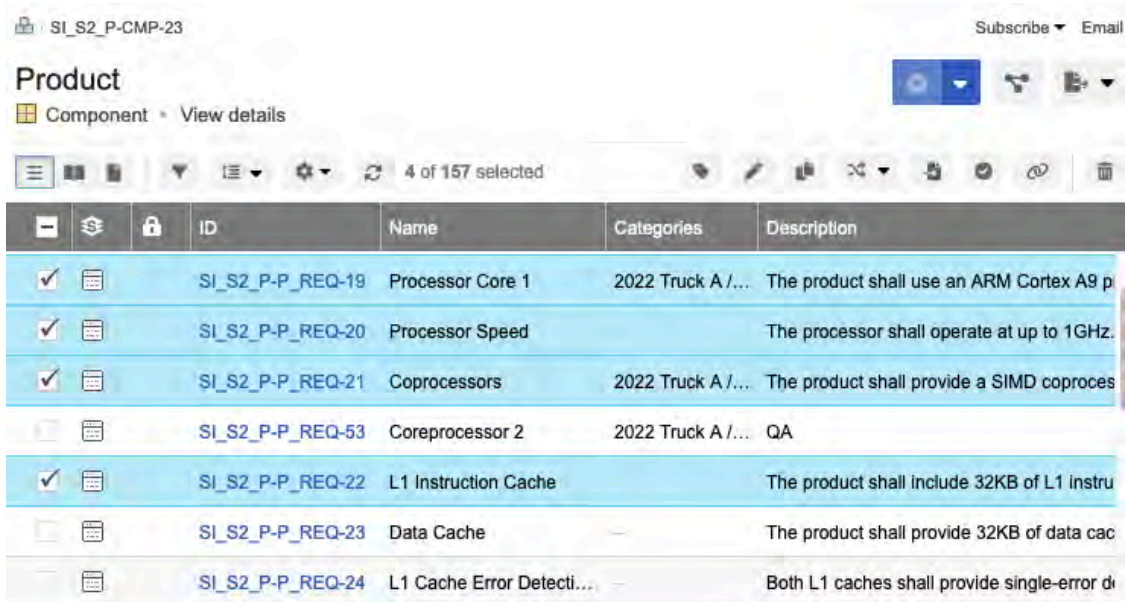 SI_S2_P-CMP-23 Subscribe Email
Product
Component • View details
4 of 157 selected
ID Name Categories Description
SI_S2_P-P_REQ-19 Processor Core 1 2022 Truck A /... The product shall use an ARM Cortex A9 p
SI_S2_P-P_REQ-20 Processor Speed The processor shall operate at up to 1GHz.
SI_S2_P-P_REQ-21 Coprocessors 2022 Truck A /... The product shall provide a SIMD coproces
SI_S2_P-P_REQ-53 Coreprocessor 2 2022 Truck A /... QA
SI_S2_P-P_REQ-22 L1 Instruction Cache The product shall include 32KB of L1 instru
SI_S2_P-P_REQ-23 Data Cache The product shall provide 32KB of data cac
SI_S2_P-P_REQ-24 L1 Cache Error Detecti... Both L1 caches shall provide single-error d